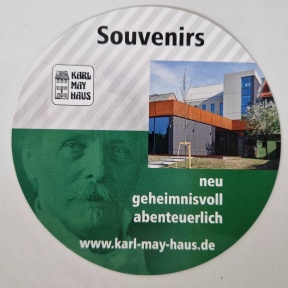 Souvenirs
KARL
MAY
HAUS
neu
geheimnisvoll
abenteuerlich
www.karl-may-haus.de